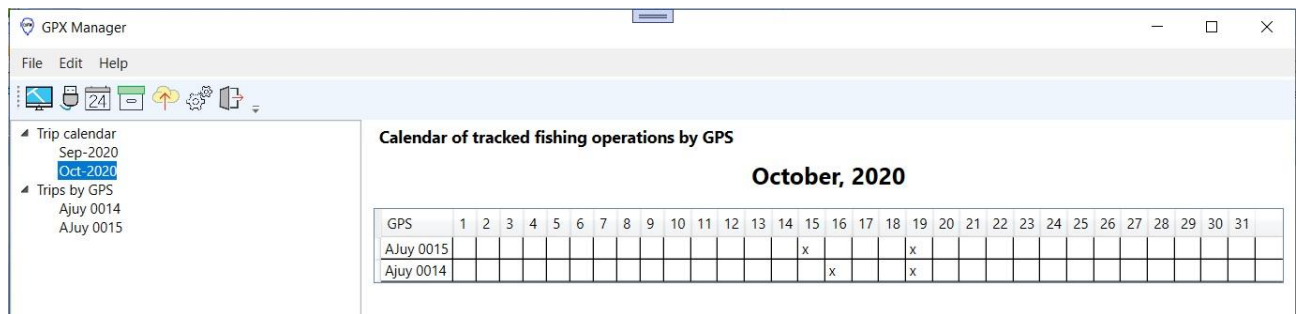 GPX Manager
File Edit Help
24
Trip calendar
Sep-2020
Oct-2020
Trips by GPS
Ajuy 0014
AJuy 0015
Calendar of tracked fishing operations by GPS
October, 2020
GPS 1 2 3 4 5 6 7 8 9 10 11 12 13 14 15 16 17 18 19 20 21 22 23 24 25 26 27 28 29 30 31
AJuy 0015 x x
Ajuy 0014 x x